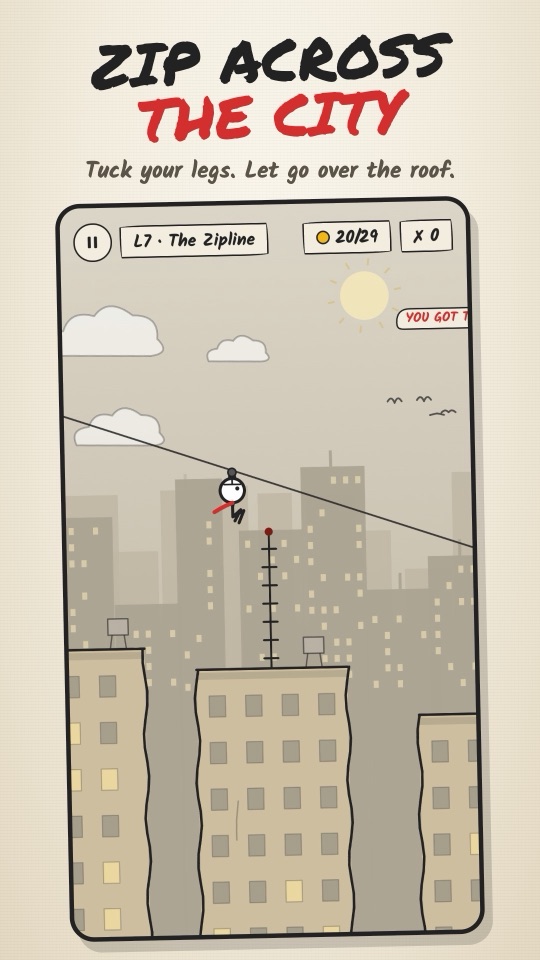 ZIP ACROSS
THE CITY
Tuck your legs. Let go over the roof.
L7 · The Zipline
20/29
✗ 0
YOU GOT